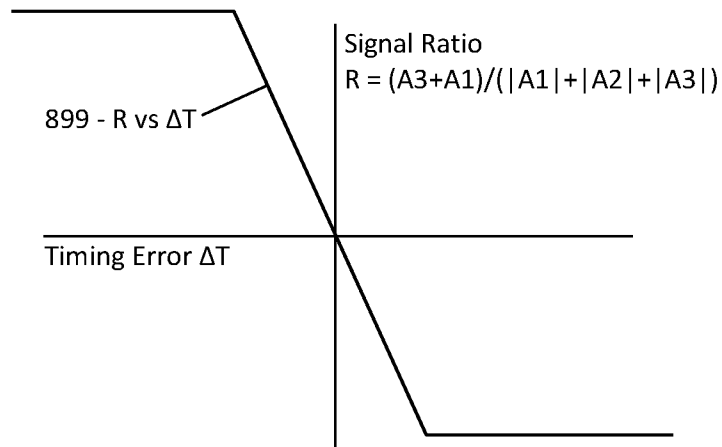 Signal Ratio
R = (A3+A1)/(|A1|+|A2|+|A3|)
899 - R vs ΔT
Timing Error ΔT